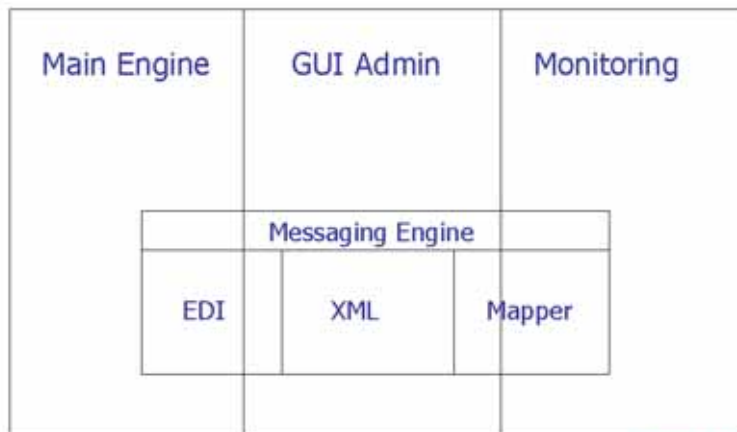 Main Engine GUI Admin Monitoring
Messaging Engine
EDI XML Mapper